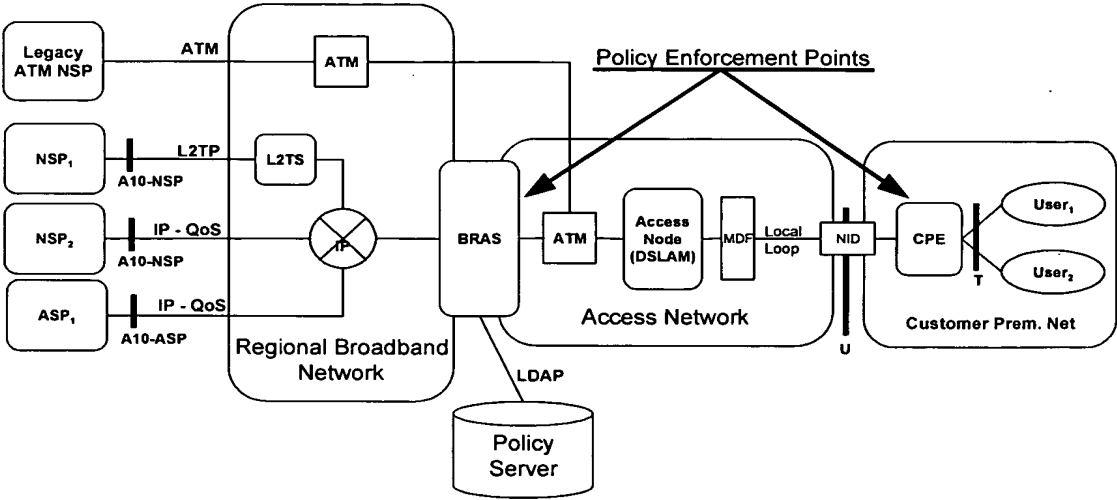 Legacy
ATM NSP
ATM
ATM
Policy Enforcement Points
NSP₁
L2TP
A10-NSP
L2TS
NSP₂
IP - QoS
A10-NSP
IP
BRAS
ATM
Access
Node
(DSLAM)
MDF
Local
Loop
NID
CPE
User₁
User₂
T
ASP₁
IP - QoS
A10-ASP
Regional Broadband
Network
Access Network
U
Customer Prem. Net
LDAP
Policy
Server